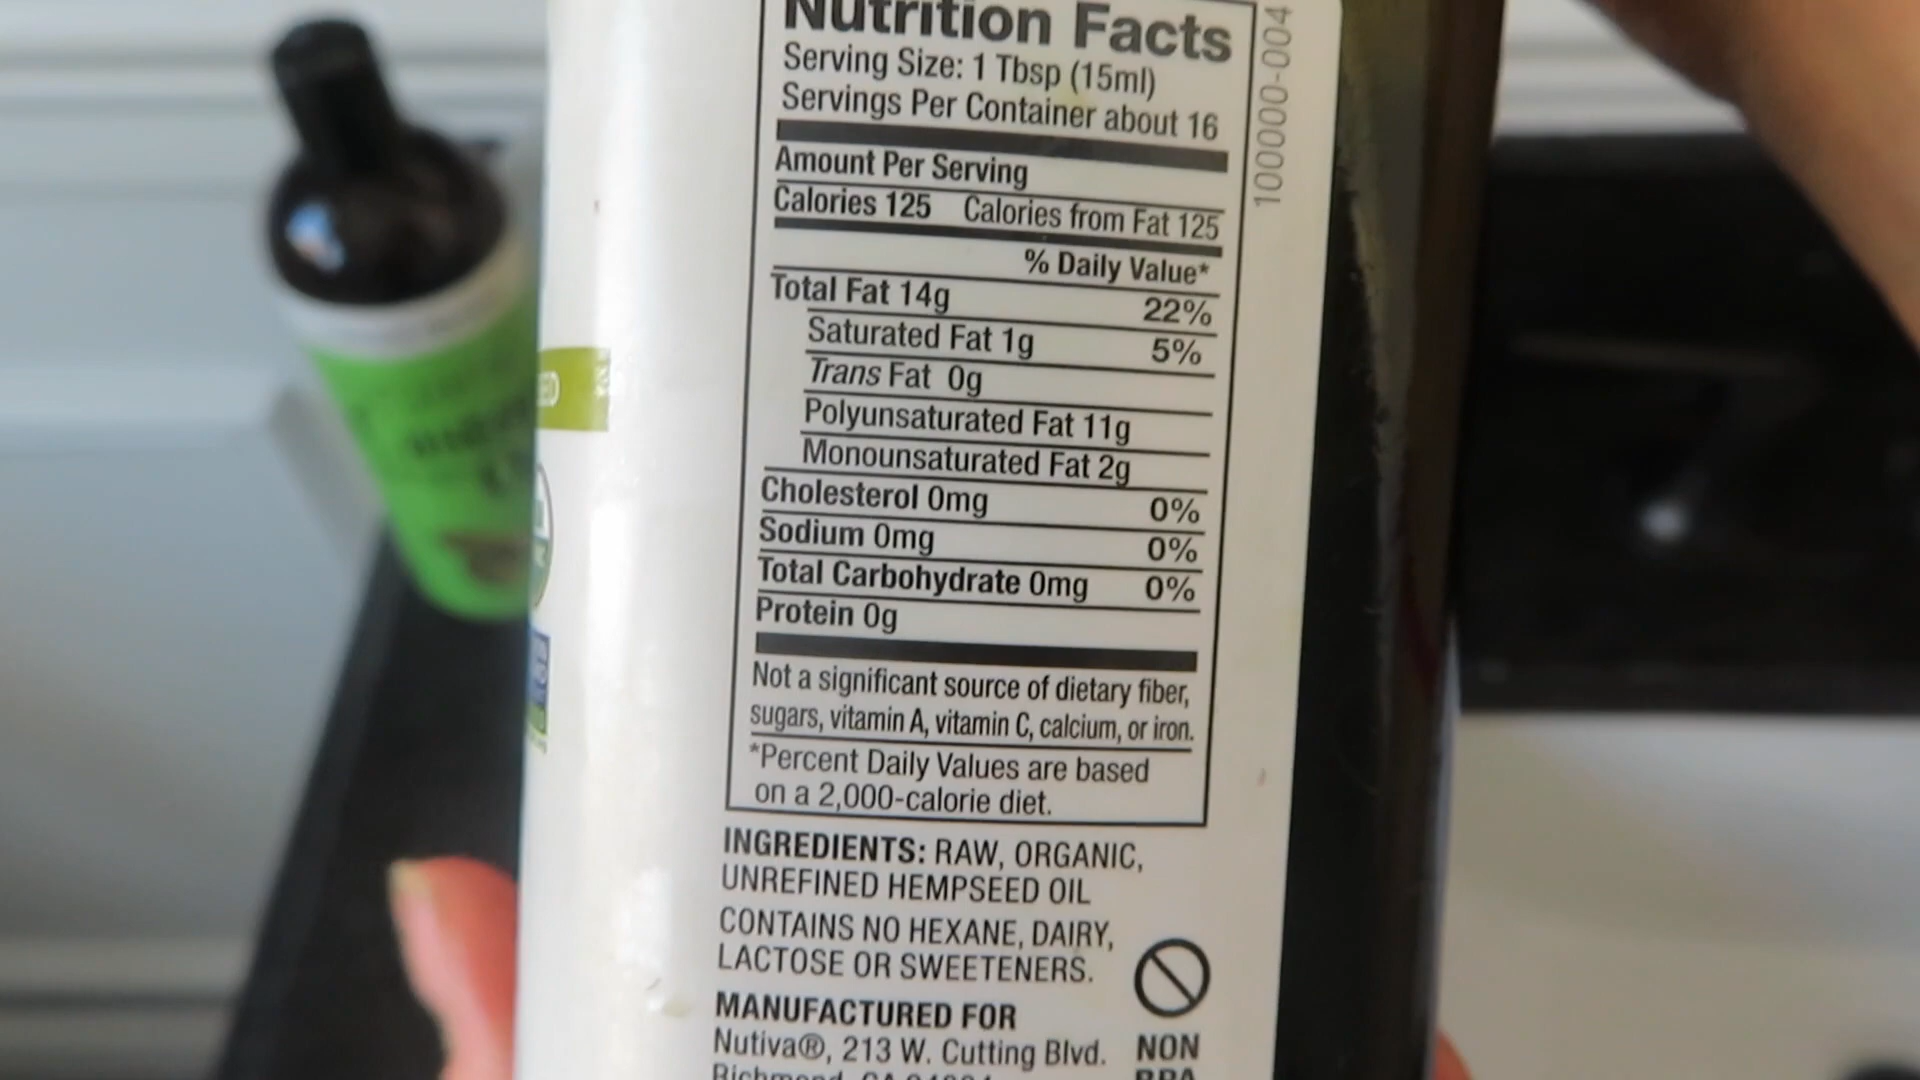 Nutrition Facts
Serving Size: 1 Tbsp (15ml)
Servings Per Container about 16
Amount Per Serving
Calories 125 Calories from Fat 125
% Daily Value*
Total Fat 14g 22%
Saturated Fat 1g 5%
Trans Fat 0g
Polyunsaturated Fat 11g
Monounsaturated Fat 2g
Cholesterol 0mg 0%
Sodium 0mg 0%
Total Carbohydrate 0mg 0%
Protein 0g
Not a significant source of dietary fiber,
sugars, vitamin A, vitamin C, calcium, or iron.
*Percent Daily Values are based
on a 2,000-calorie diet.
INGREDIENTS: RAW, ORGANIC,
UNREFINED HEMPSEED OIL
CONTAINS NO HEXANE, DAIRY,
LACTOSE OR SWEETENERS.
MANUFACTURED FOR
Nutiva®, 213 W. Cutting Blvd.
NON
BPA
100000-004